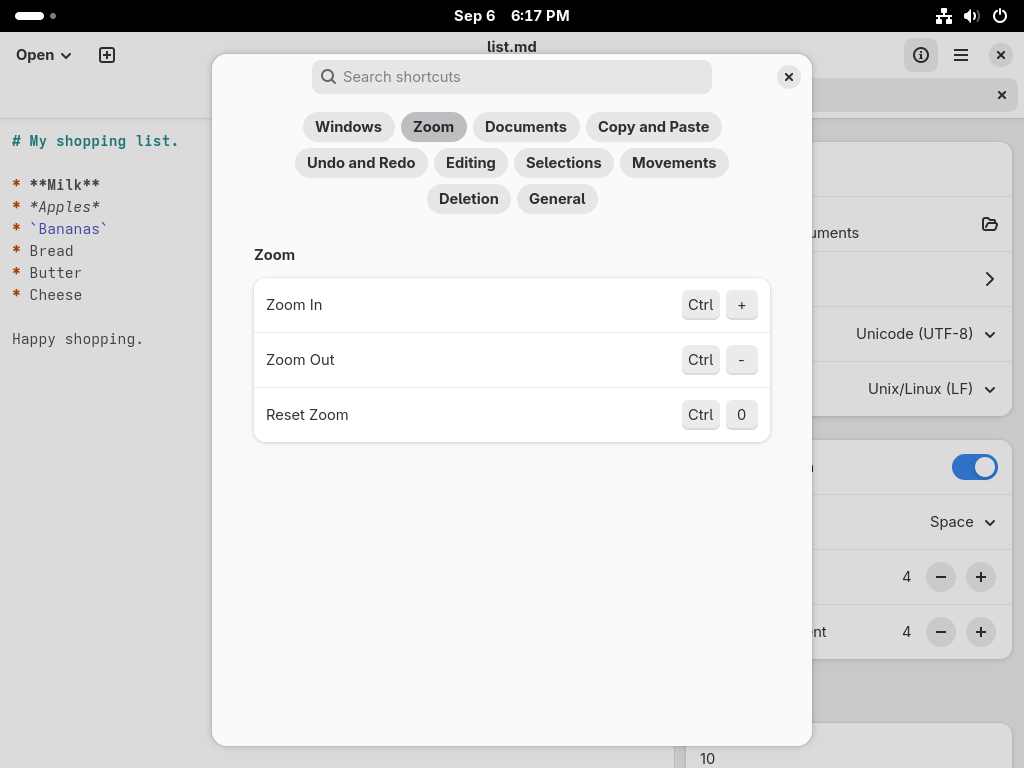 Sep 6 6:17 PM
Open
list.md
Search shortcuts
Windows Zoom Documents Copy and Paste
Undo and Redo Editing Selections Movements
Deletion General
Zoom
Zoom In Ctrl +
Zoom Out Ctrl -
Reset Zoom Ctrl 0
# My shopping list.
* **Milk**
* *Apples*
* `Bananas`
* Bread
* Butter
* Cheese
Happy shopping.
uments
Unicode (UTF-8)
Unix/Linux (LF)
Space
4
nt 4
10